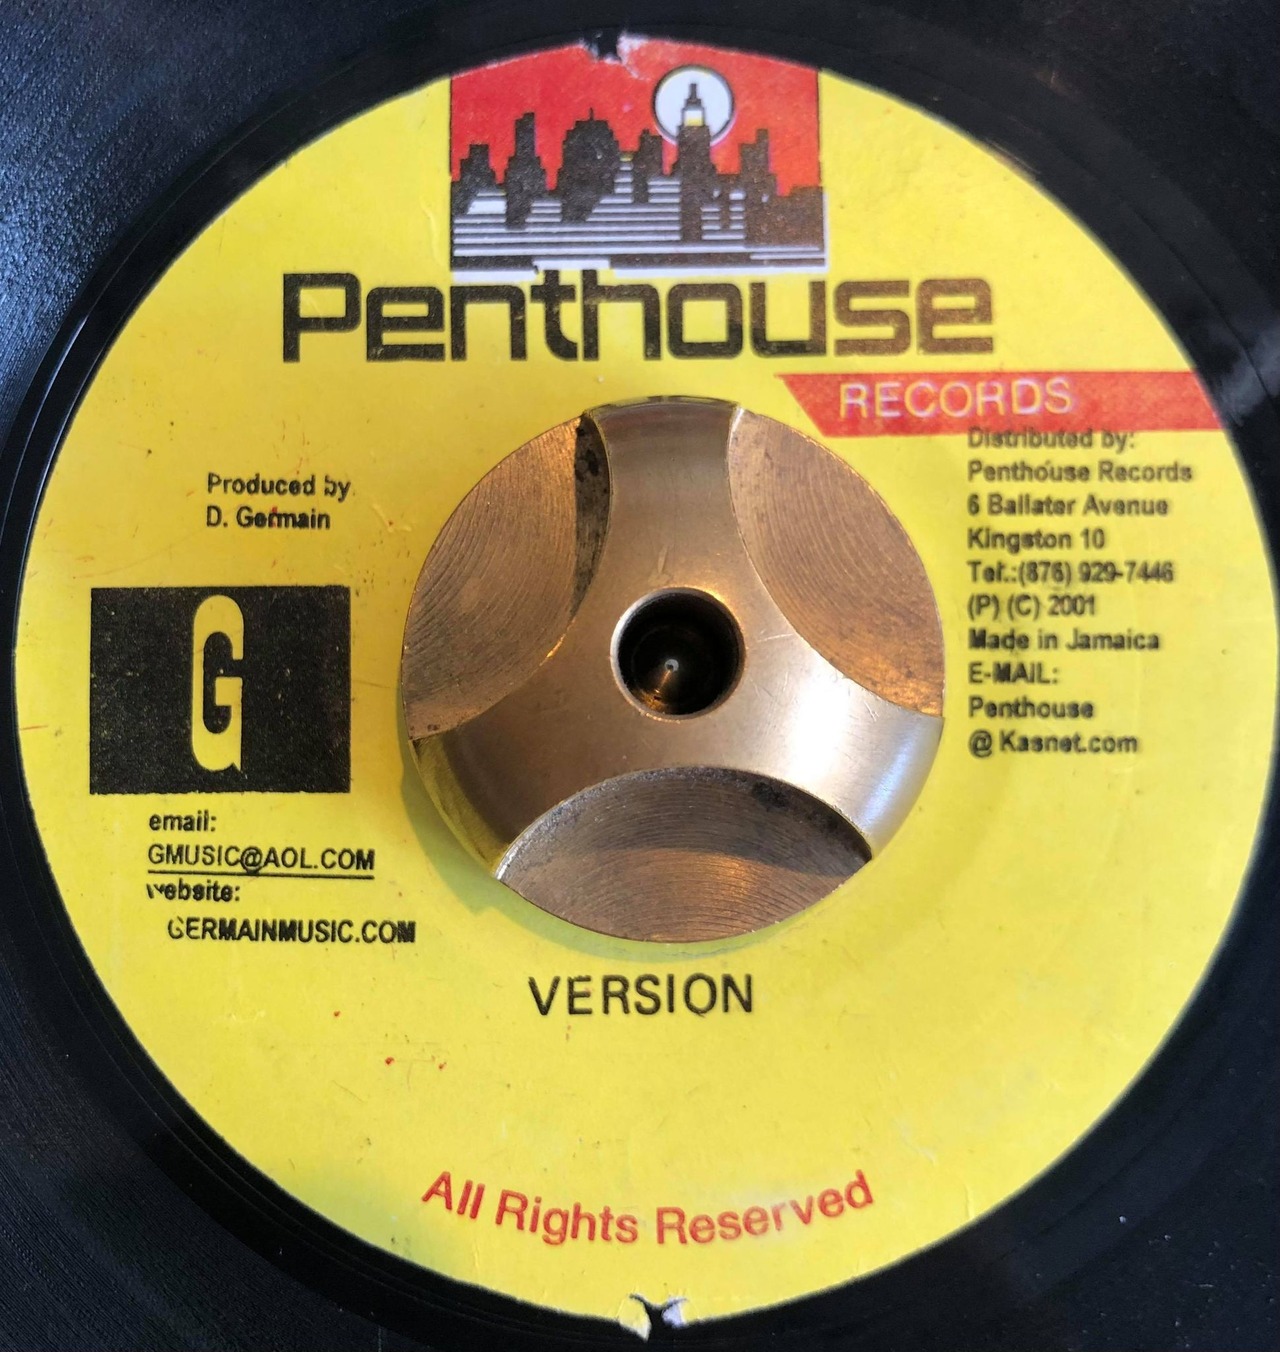 Penthouse
RECORDS
Produced by
D. Germain
G
email:
GMUSIC@AOL.COM
website:
GERMAINMUSIC.COM
Distributed by:
Penthouse Records
6 Ballater Avenue
Kingston 10
Tel.:(876) 929-7446
(P) (C) 2001
Made in Jamaica
E-MAIL:
Penthouse
@ Kasnet.com
VERSION
All Rights Reserved